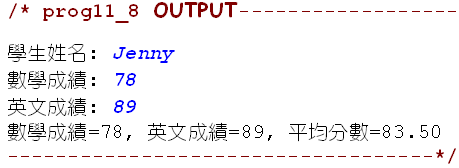 /* prog11_8 OUTPUT------------------
學生姓名: Jenny
數學成績: 78
英文成績: 89
數學成績=78, 英文成績=89, 平均分數=83.50
-----------------------------------*/